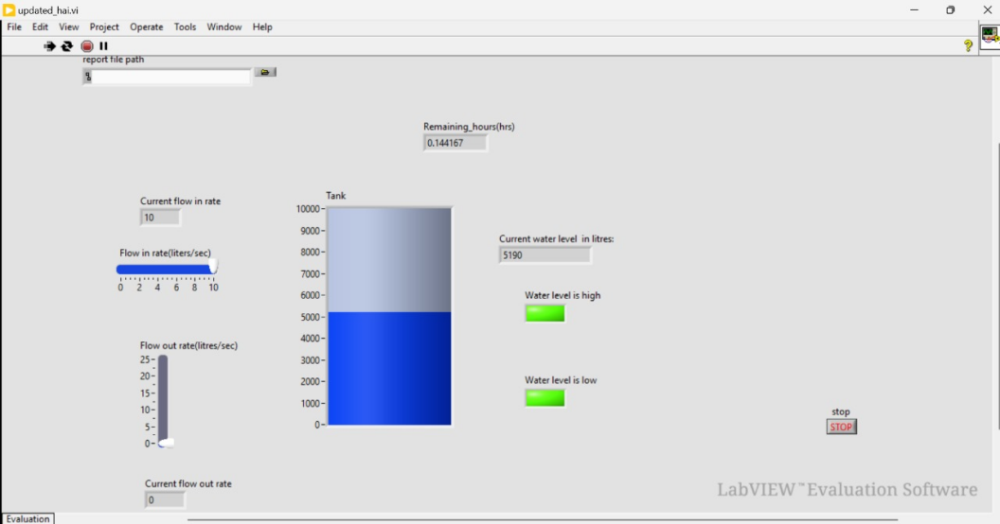 updated_hai.vi
File Edit View Project Operate Tools Window Help
report file path
Remaining_hours(hrs)
0.144167
Current flow in rate
10
Flow in rate(liters/sec)
0 2 4 6 8 10
Tank
10000
9000
8000
7000
6000
5000
4000
3000
2000
1000
0
Current water level in litres:
5190
Water level is high
Water level is low
Flow out rate(litres/sec)
25
20
15
10
5
0
Current flow out rate
0
stop
STOP
LabVIEW™Evaluation Software
Evaluation